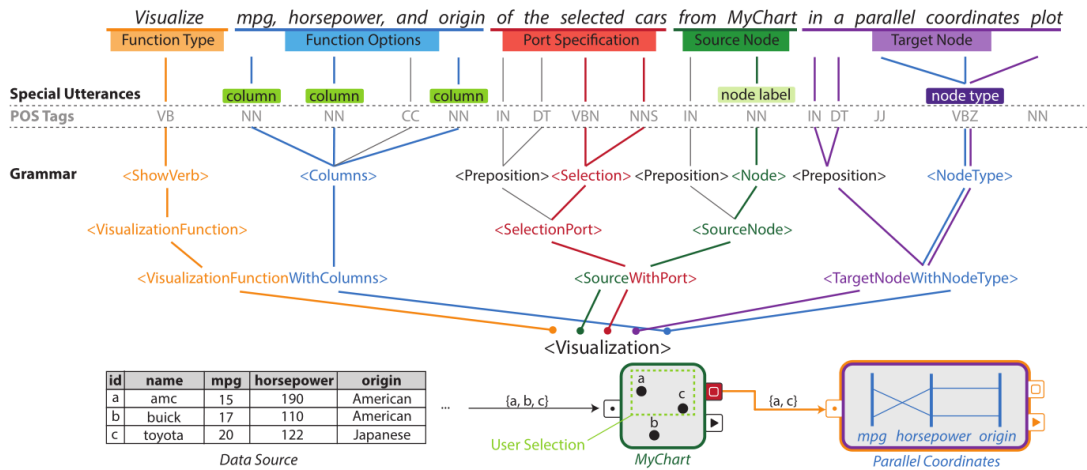 Visualize mpg, horsepower, and origin of the selected cars from MyChart in a parallel coordinates plot
Function Type Function Options Port Specification Source Node Target Node
Special Utterances column column column node label node type
POS Tags VB NN NN CC NN IN DT VBN NNS IN NN IN DT JJ VBZ NN
Grammar <ShowVerb> <Columns> <Preposition> <Selection> <Preposition> <Node> <Preposition> <NodeType>
<VisualizationFunction> <SelectionPort> <SourceNode>
<VisualizationFunctionWithColumns> <SourceWithPort> <TargetNodeWithNodeType>
<Visualization>
id name mpg horsepower origin
a amc 15 190 American
b buick 17 110 American
c toyota 20 122 Japanese
Data Source
... {a, b, c}
a
c
b
User Selection
MyChart
{a, c}
mpg horsepower origin
Parallel Coordinates